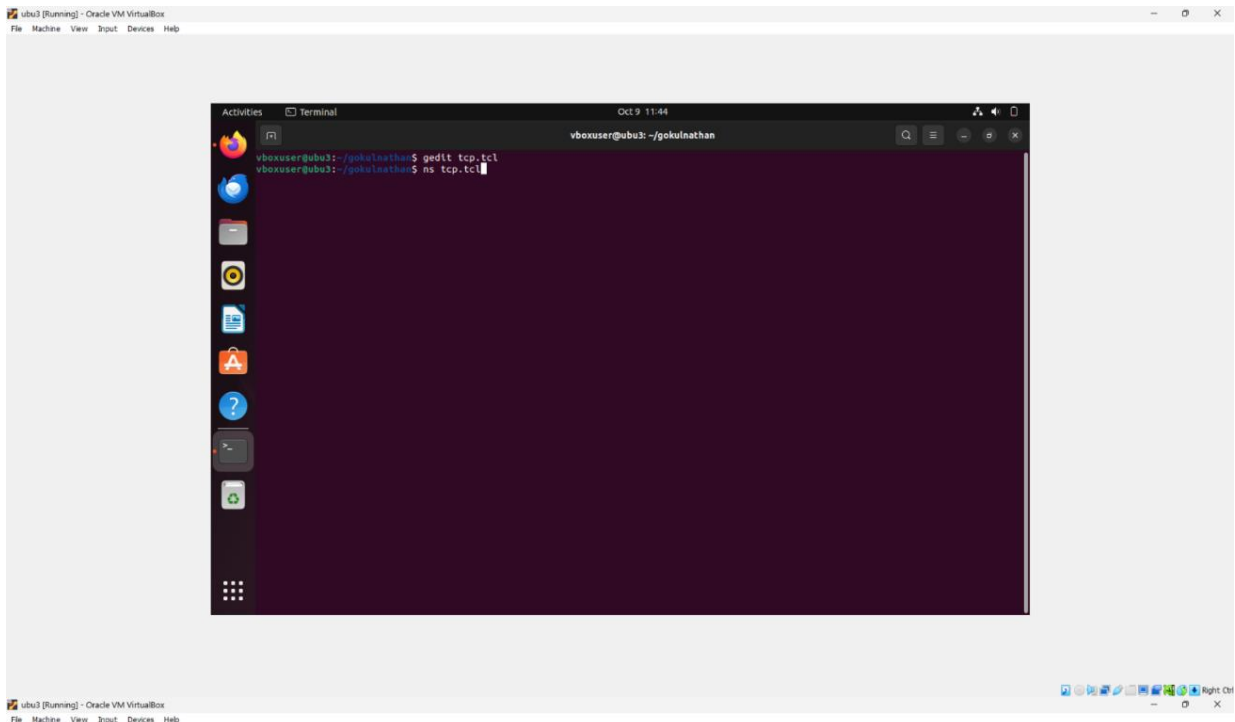 ubu3 [Running] - Oracle VM VirtualBox
File Machine View Input Devices Help
Activities Terminal Oct 9 11:44
vboxuser@ubu3: ~/gokulnathan
vboxuser@ubu3:~/gokulnathan$ gedit tcp.tcl
vboxuser@ubu3:~/gokulnathan$ ns tcp.tcl
Right Ctrl
ubu3 [Running] - Oracle VM VirtualBox
File Machine View Input Devices Help